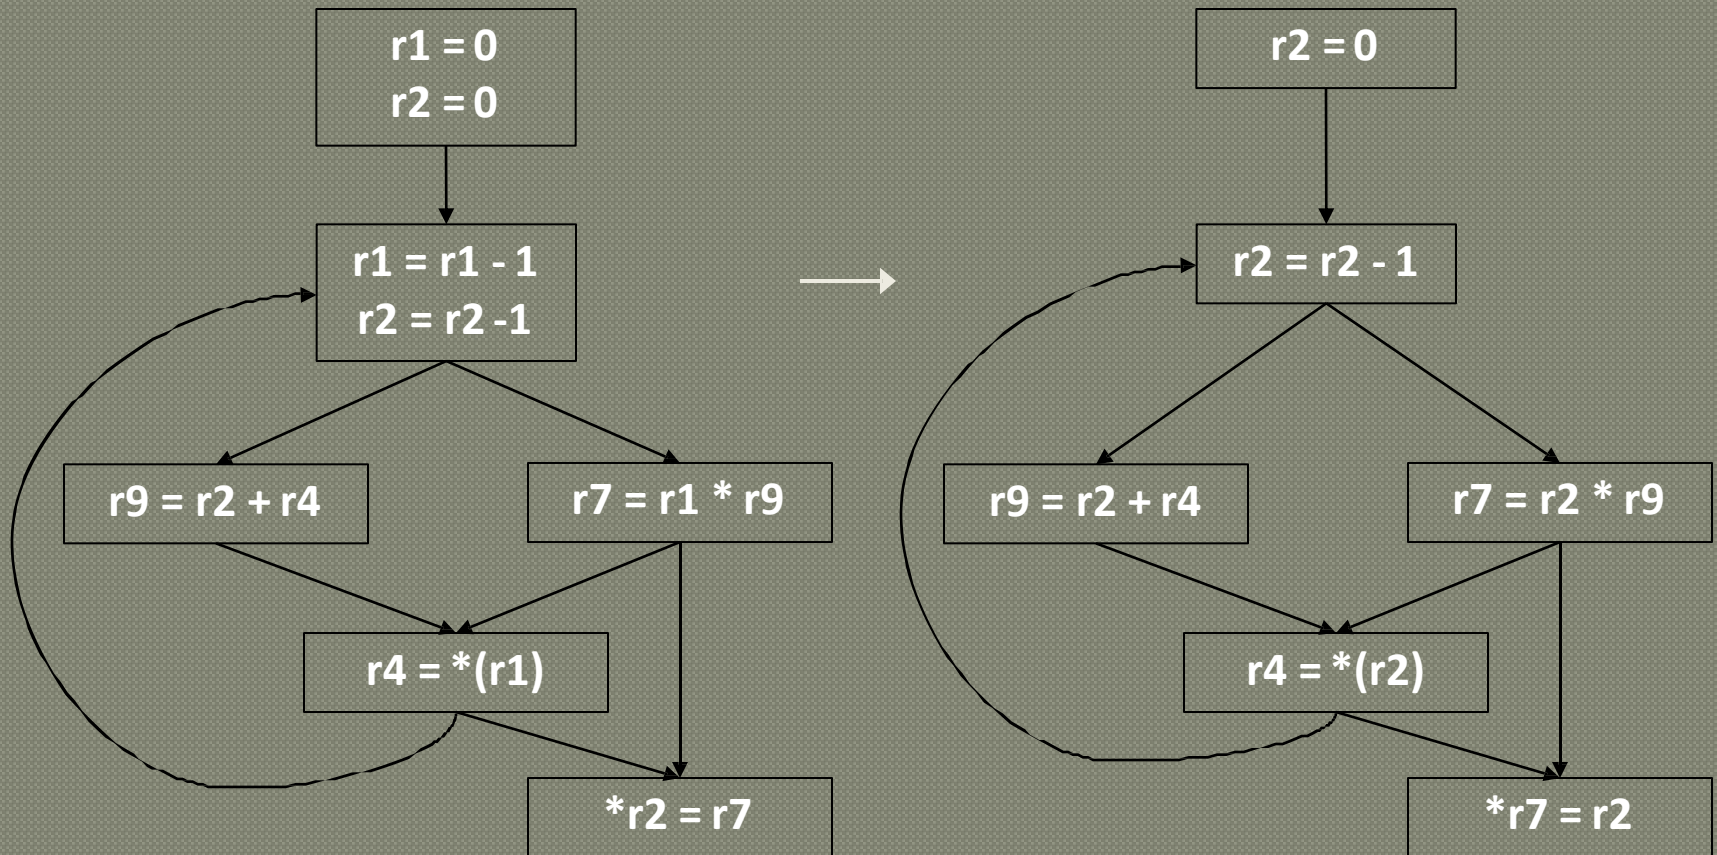 r1 = 0
r2 = 0
r1 = r1 - 1
r2 = r2 -1
r9 = r2 + r4
r7 = r1 * r9
r4 = *(r1)
*r2 = r7
r2 = 0
r2 = r2 - 1
r9 = r2 + r4
r7 = r2 * r9
r4 = *(r2)
*r7 = r2